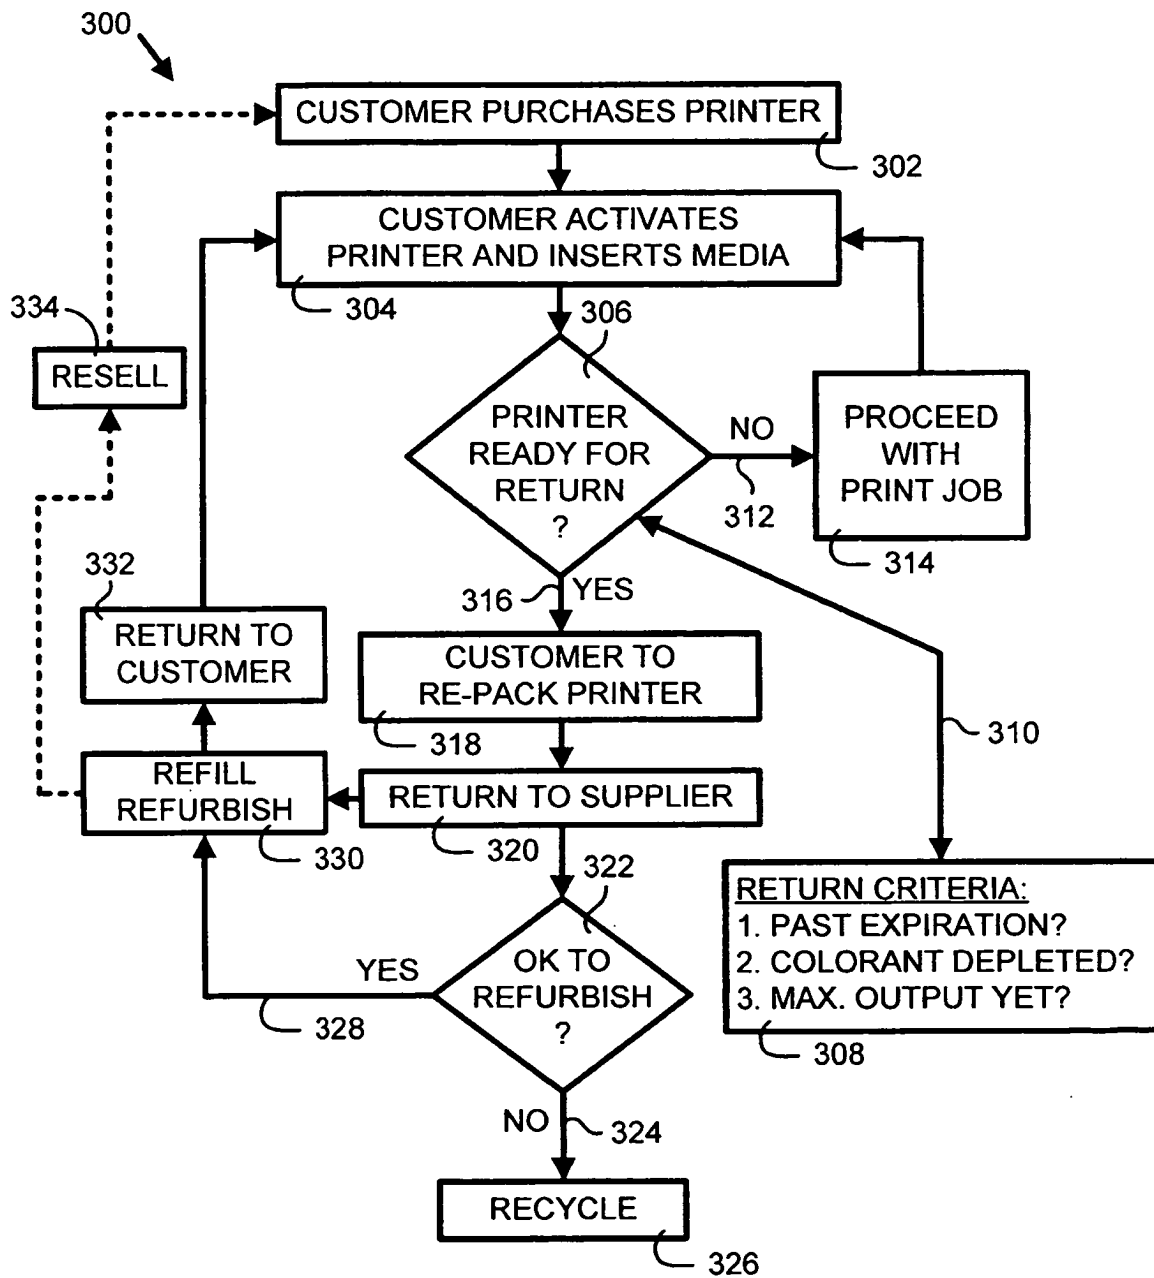 300
CUSTOMER PURCHASES PRINTER
302
CUSTOMER ACTIVATES
PRINTER AND INSERTS MEDIA
304
306
334
RESELL
PRINTER
READY FOR
RETURN
?
NO
312
PROCEED
WITH
PRINT JOB
314
316
YES
332
RETURN TO
CUSTOMER
CUSTOMER TO
RE-PACK PRINTER
318
310
REFILL
REFURBISH
330
RETURN TO SUPPLIER
320
322
RETURN CRITERIA:
1. PAST EXPIRATION?
2. COLORANT DEPLETED?
3. MAX. OUTPUT YET?
308
OK TO
REFURBISH
?
YES
328
NO
324
RECYCLE
326